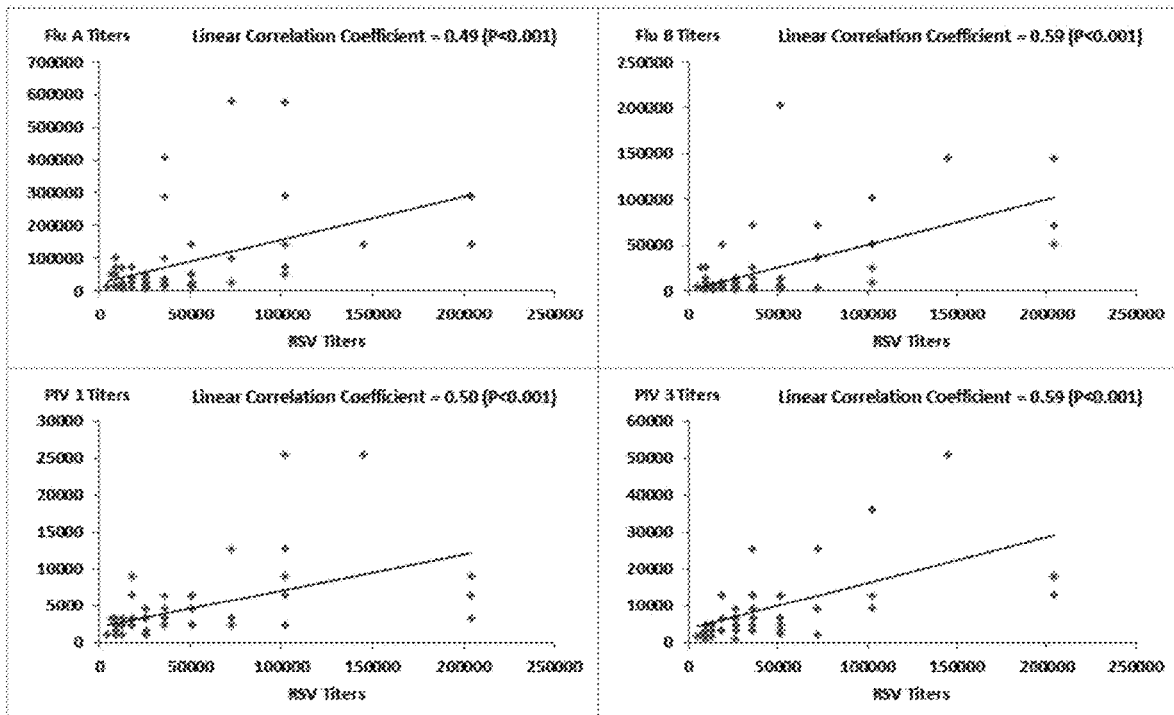 Flu A Titers Linear Correlation Coefficient = 0.49 (P<0.001)
700000
600000
500000
400000
300000
200000
100000
0
0 50000 100000 150000 200000 250000
RSV Titers
Flu B Titers Linear Correlation Coefficient = 0.59 (P<0.001)
250000
200000
150000
100000
50000
0
0 50000 100000 150000 200000 250000
RSV Titers
PIV 1 Titers Linear Correlation Coefficient = 0.50 (P<0.001)
30000
25000
20000
15000
10000
5000
0
0 50000 100000 150000 200000 250000
RSV Titers
PIV 3 Titers Linear Correlation Coefficient = 0.59 (P<0.001)
60000
50000
40000
30000
20000
10000
0
0 50000 100000 150000 200000 250000
RSV Titers